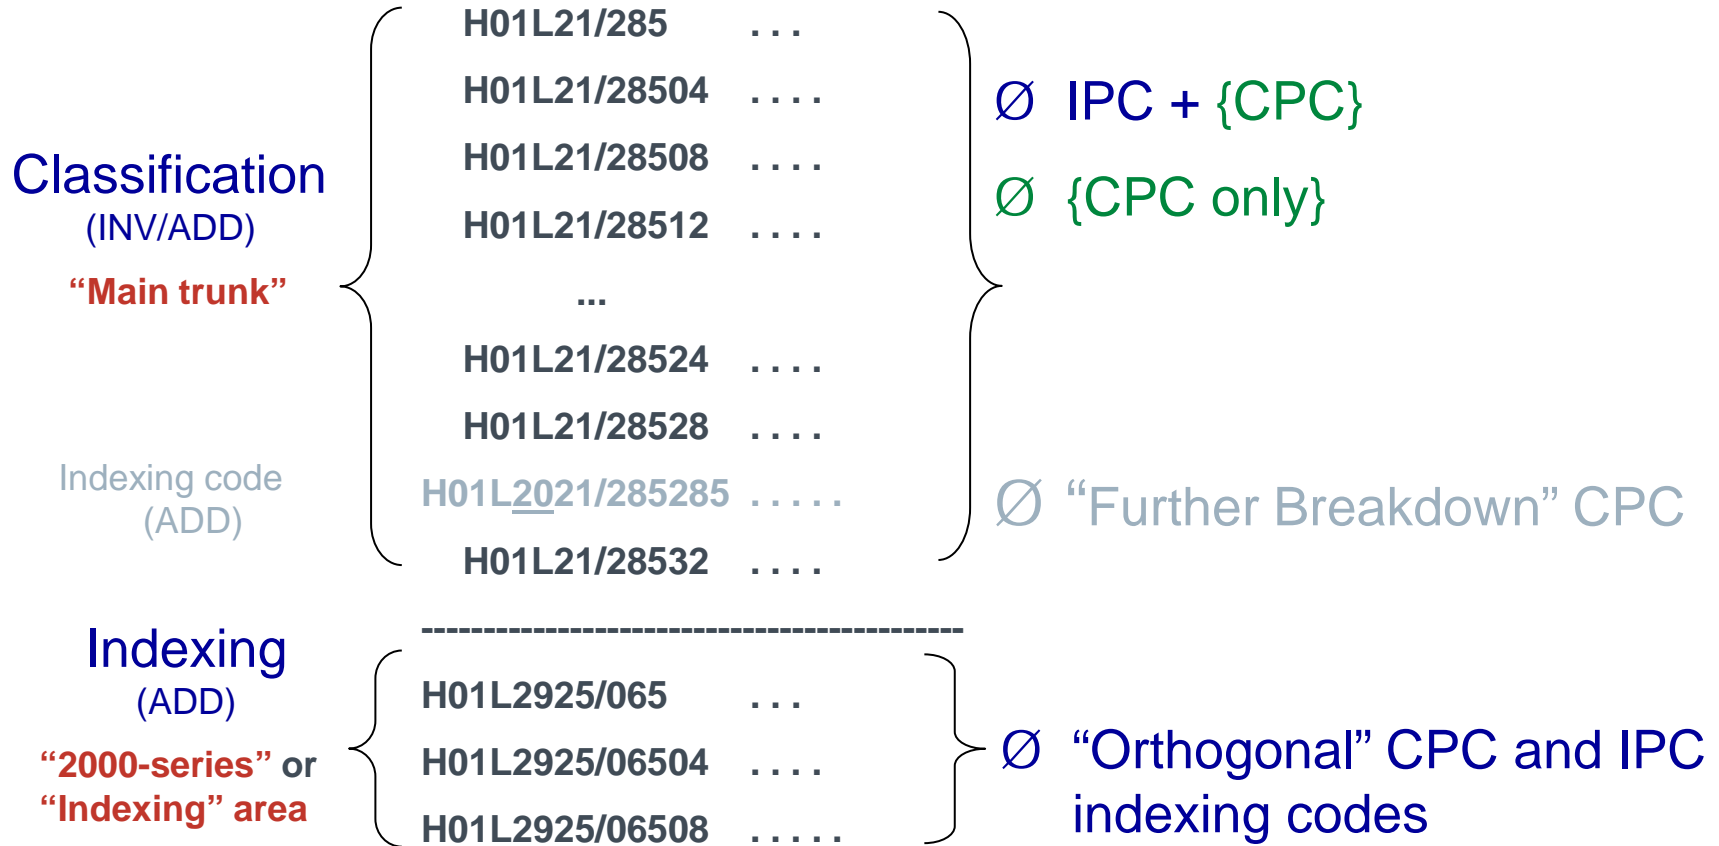 H01L21/285 . . .
H01L21/28504 . . . .
H01L21/28508 . . . .
H01L21/28512 . . . .
...
H01L21/28524 . . . .
H01L21/28528 . . . .
H01L2021/285285 . . . . .
H01L21/28532 . . . .
Classification
(INV/ADD)
“Main trunk”
Indexing code
(ADD)
Ø IPC + {CPC}
Ø {CPC only}
Ø “Further Breakdown” CPC
-------------------------------------------
Indexing
(ADD)
“2000-series” or
“Indexing” area
H01L2925/065 . . .
H01L2925/06504 . . . .
H01L2925/06508 . . . . .
Ø “Orthogonal” CPC and IPC
indexing codes